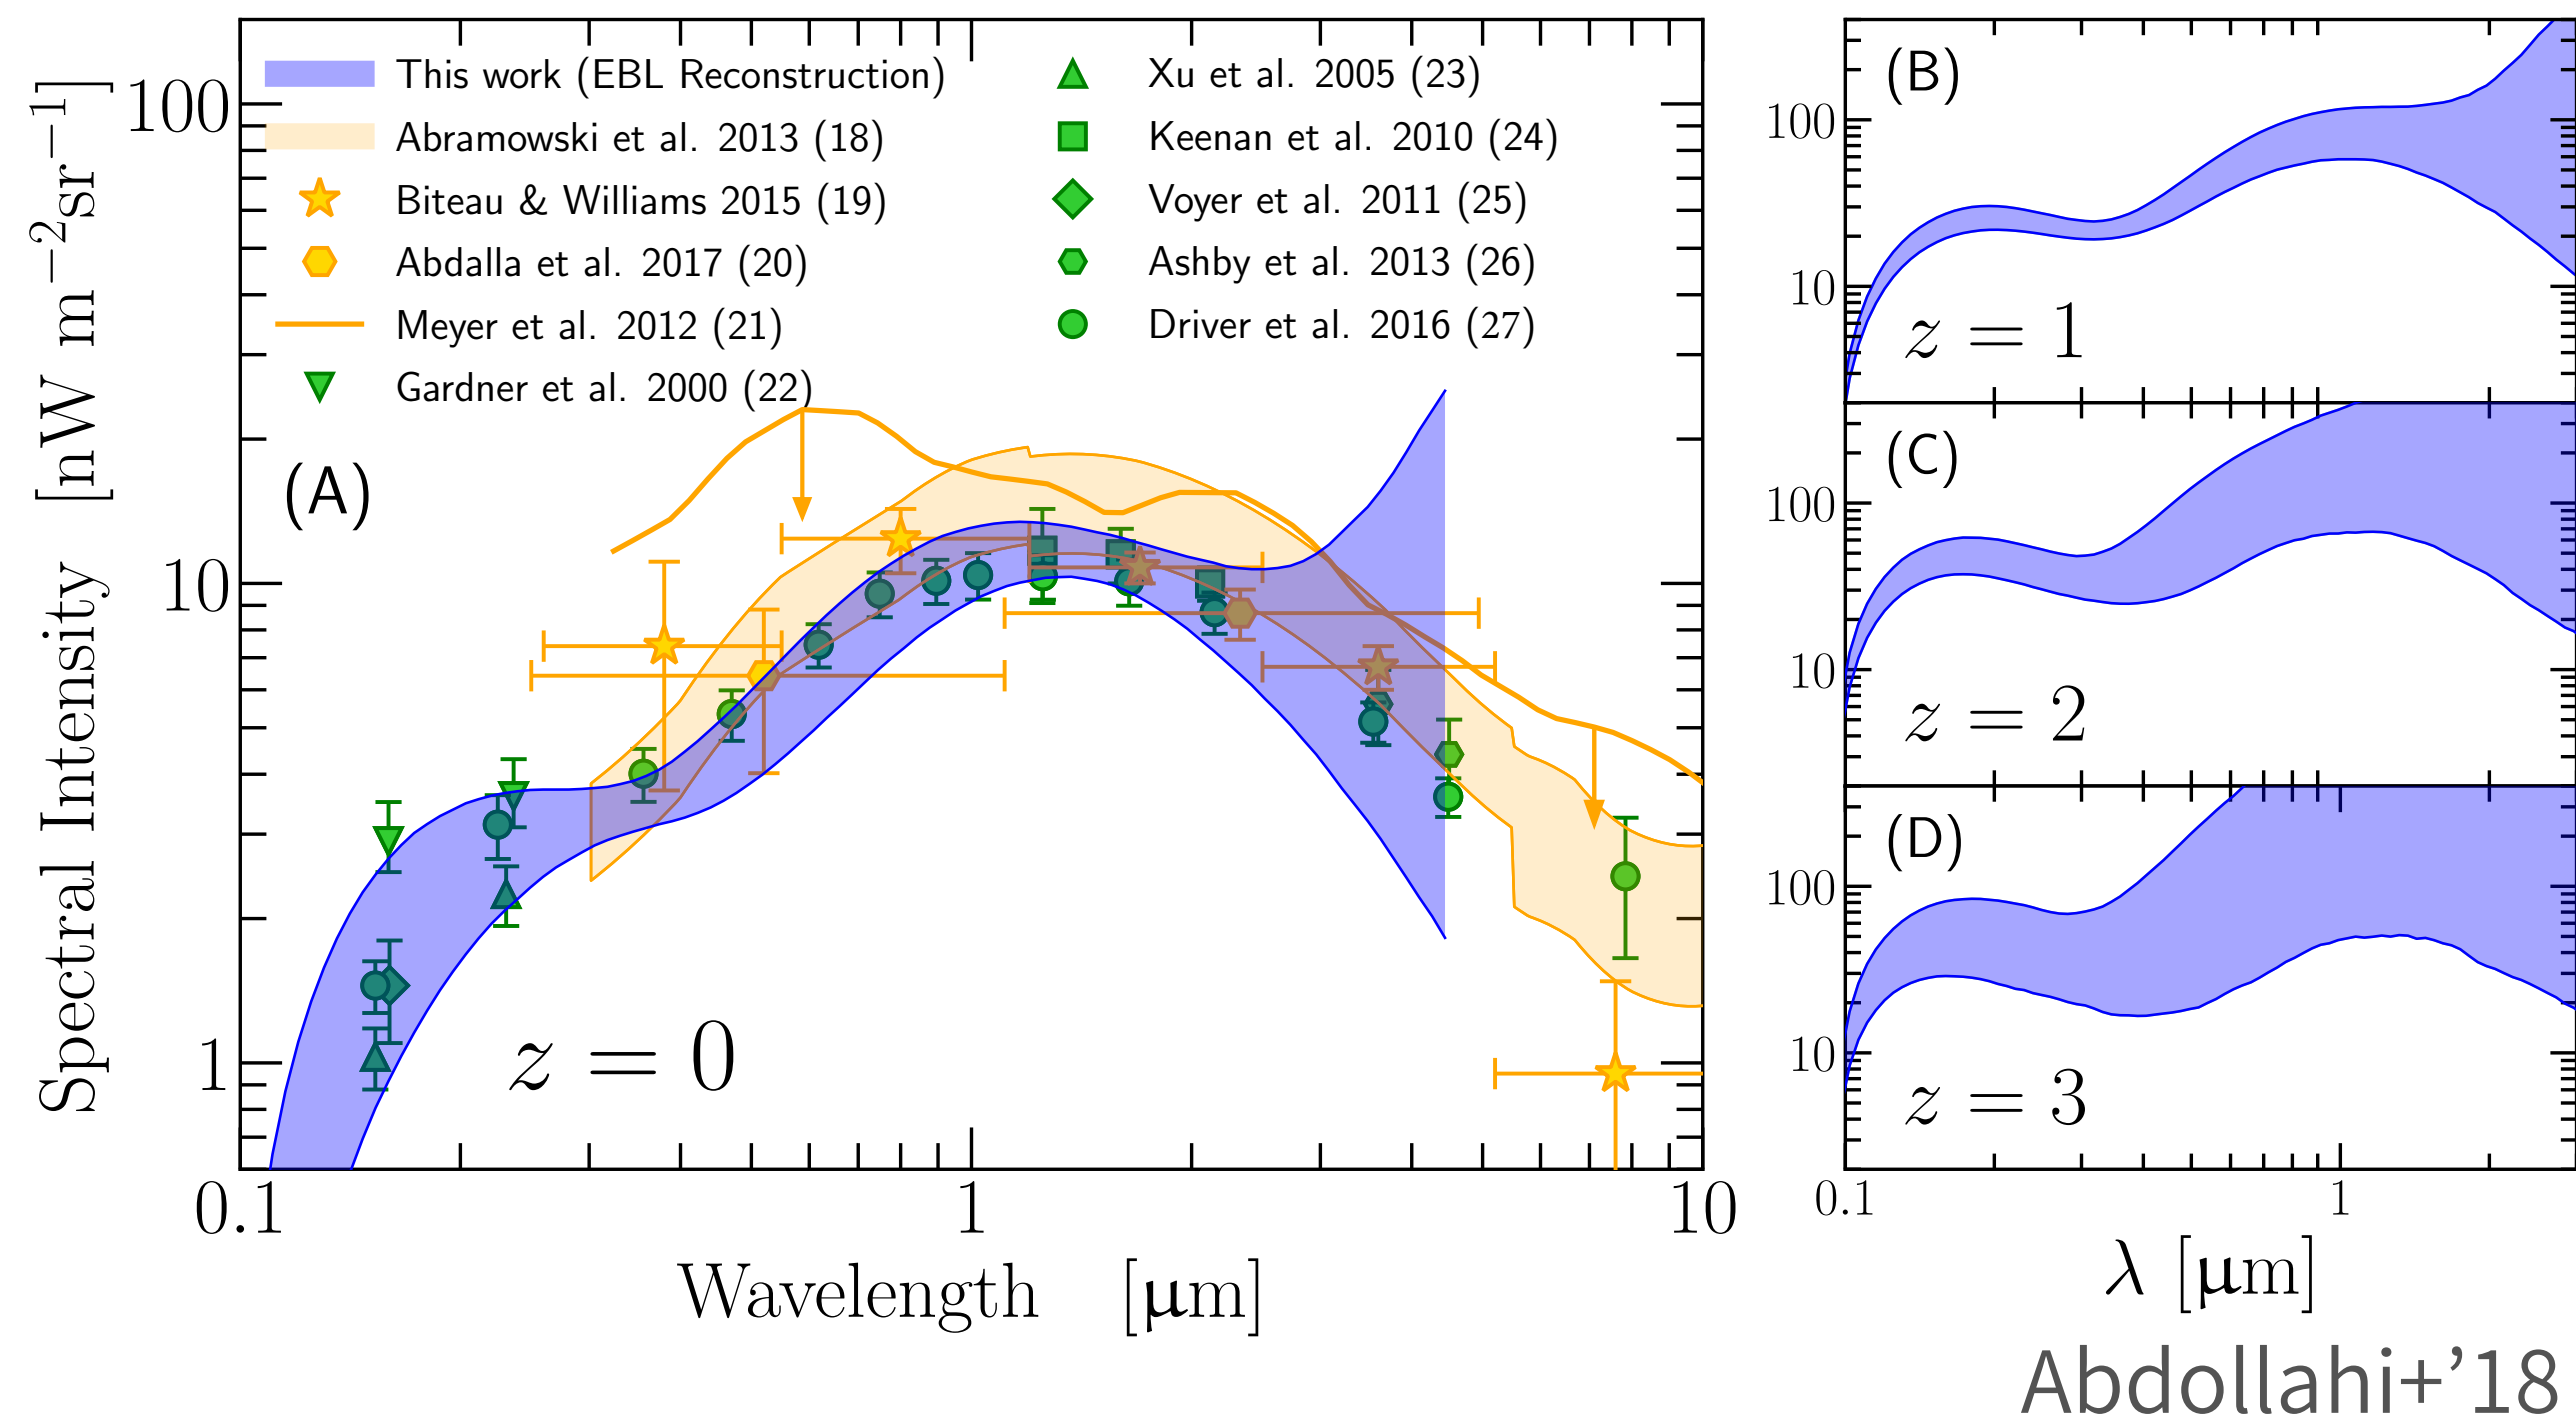 Spectral Intensity [nW m⁻²sr⁻¹]
100
10
1
This work (EBL Reconstruction)
Abramowski et al. 2013 (18)
Biteau & Williams 2015 (19)
Abdalla et al. 2017 (20)
Meyer et al. 2012 (21)
Gardner et al. 2000 (22)
Xu et al. 2005 (23)
Keenan et al. 2010 (24)
Voyer et al. 2011 (25)
Ashby et al. 2013 (26)
Driver et al. 2016 (27)
(A)
z = 0
0.1 1 10
Wavelength [μm]
(B)
100
10
z = 1
(C)
100
10
z = 2
(D)
100
10
z = 3
0.1 1
λ [μm]
Abdollahi+’18